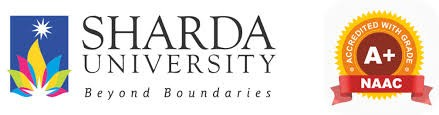 SHARDA
UNIVERSITY
Beyond Boundaries
ACCREDITED WITH GRADE
A+
NAAC